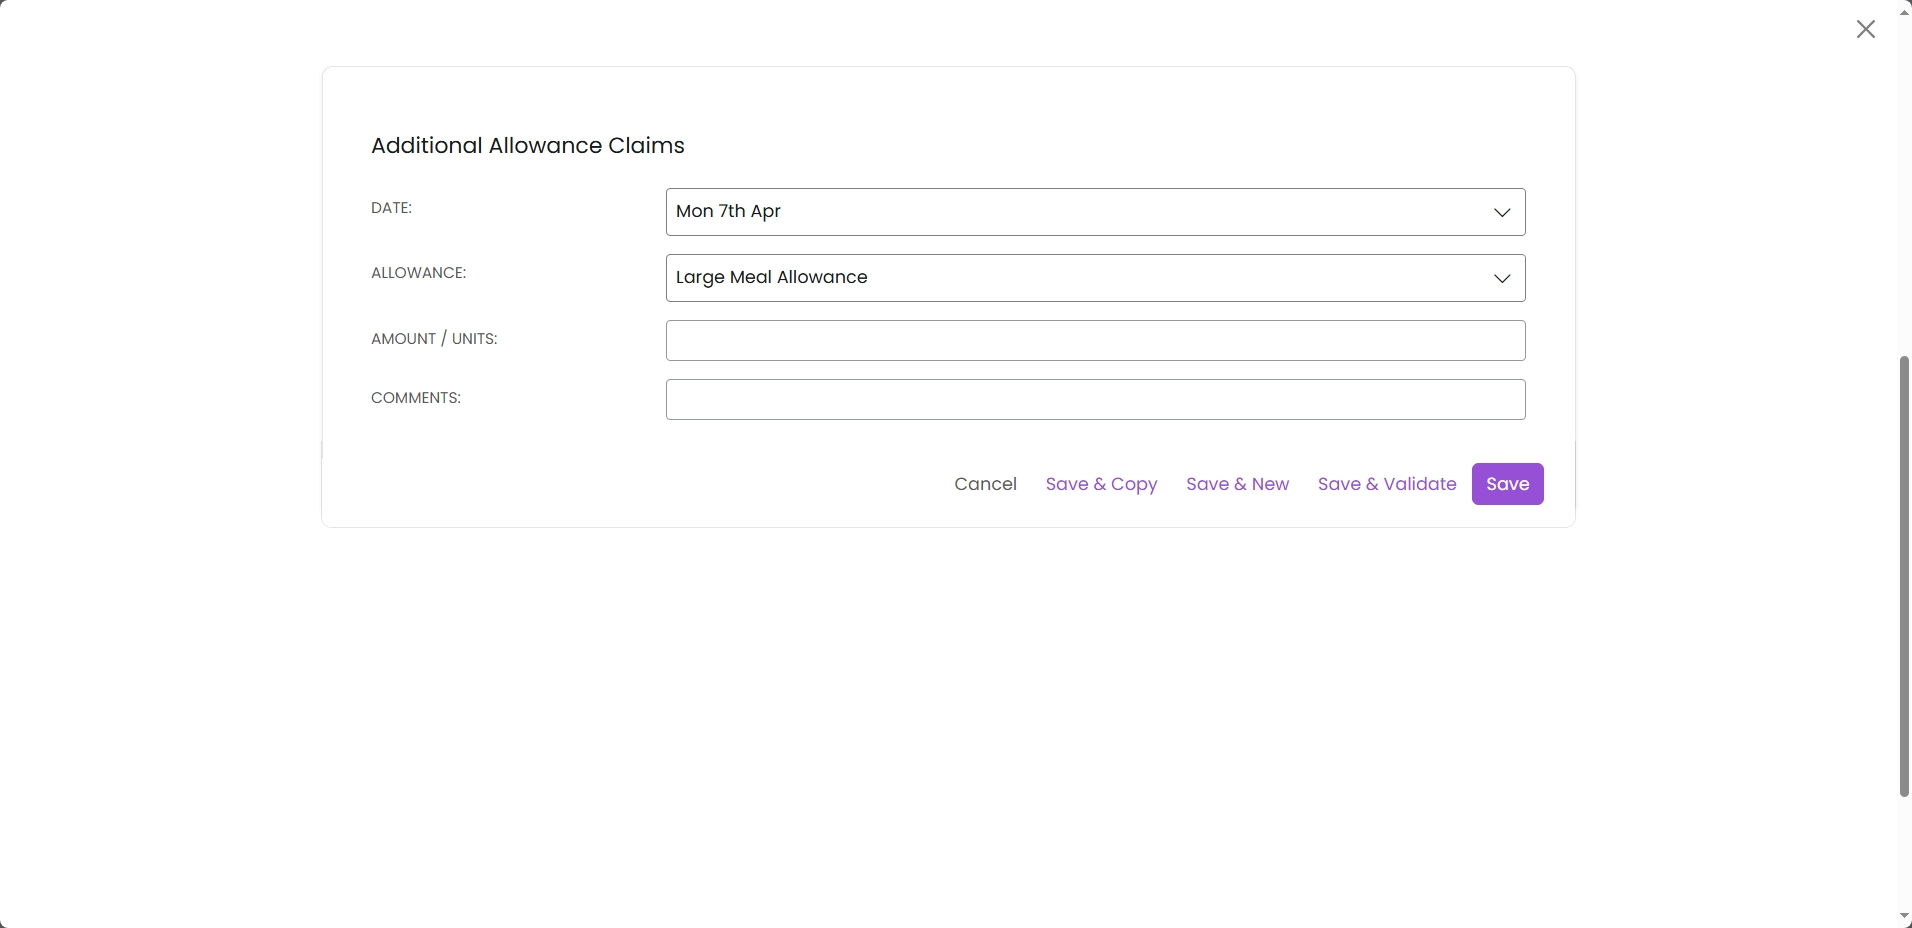 Additional Allowance Claims
DATE:
Mon 7th Apr
ALLOWANCE:
Large Meal Allowance
AMOUNT / UNITS:
COMMENTS:
Cancel Save & Copy Save & New Save & Validate Save